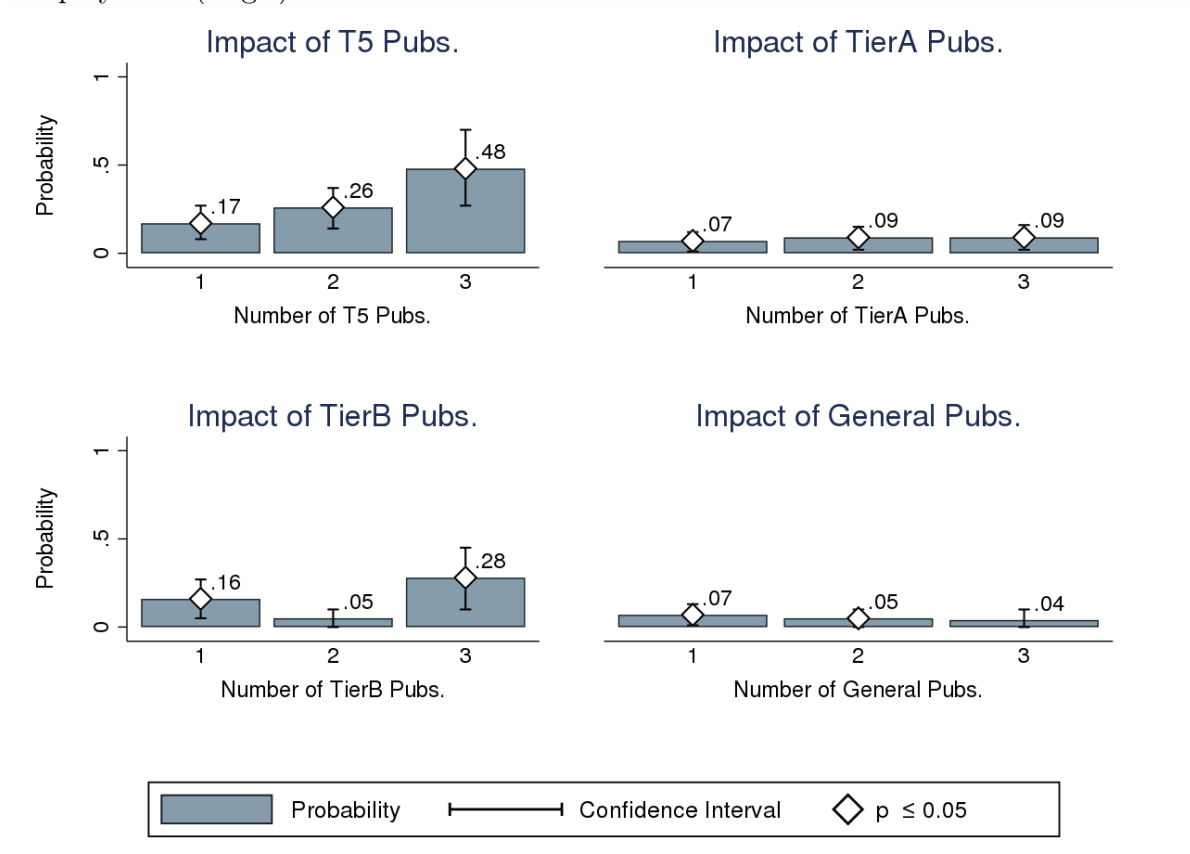 Impact of T5 Pubs.
Probability
1
.5
0
.17
.26
.48
1 2 3
Number of T5 Pubs.
Impact of TierA Pubs.
.07
.09
.09
1 2 3
Number of TierA Pubs.
Impact of TierB Pubs.
Probability
1
.5
0
.16
.05
.28
1 2 3
Number of TierB Pubs.
Impact of General Pubs.
.07
.05
.04
1 2 3
Number of General Pubs.
Probability Confidence Interval p ≤ 0.05